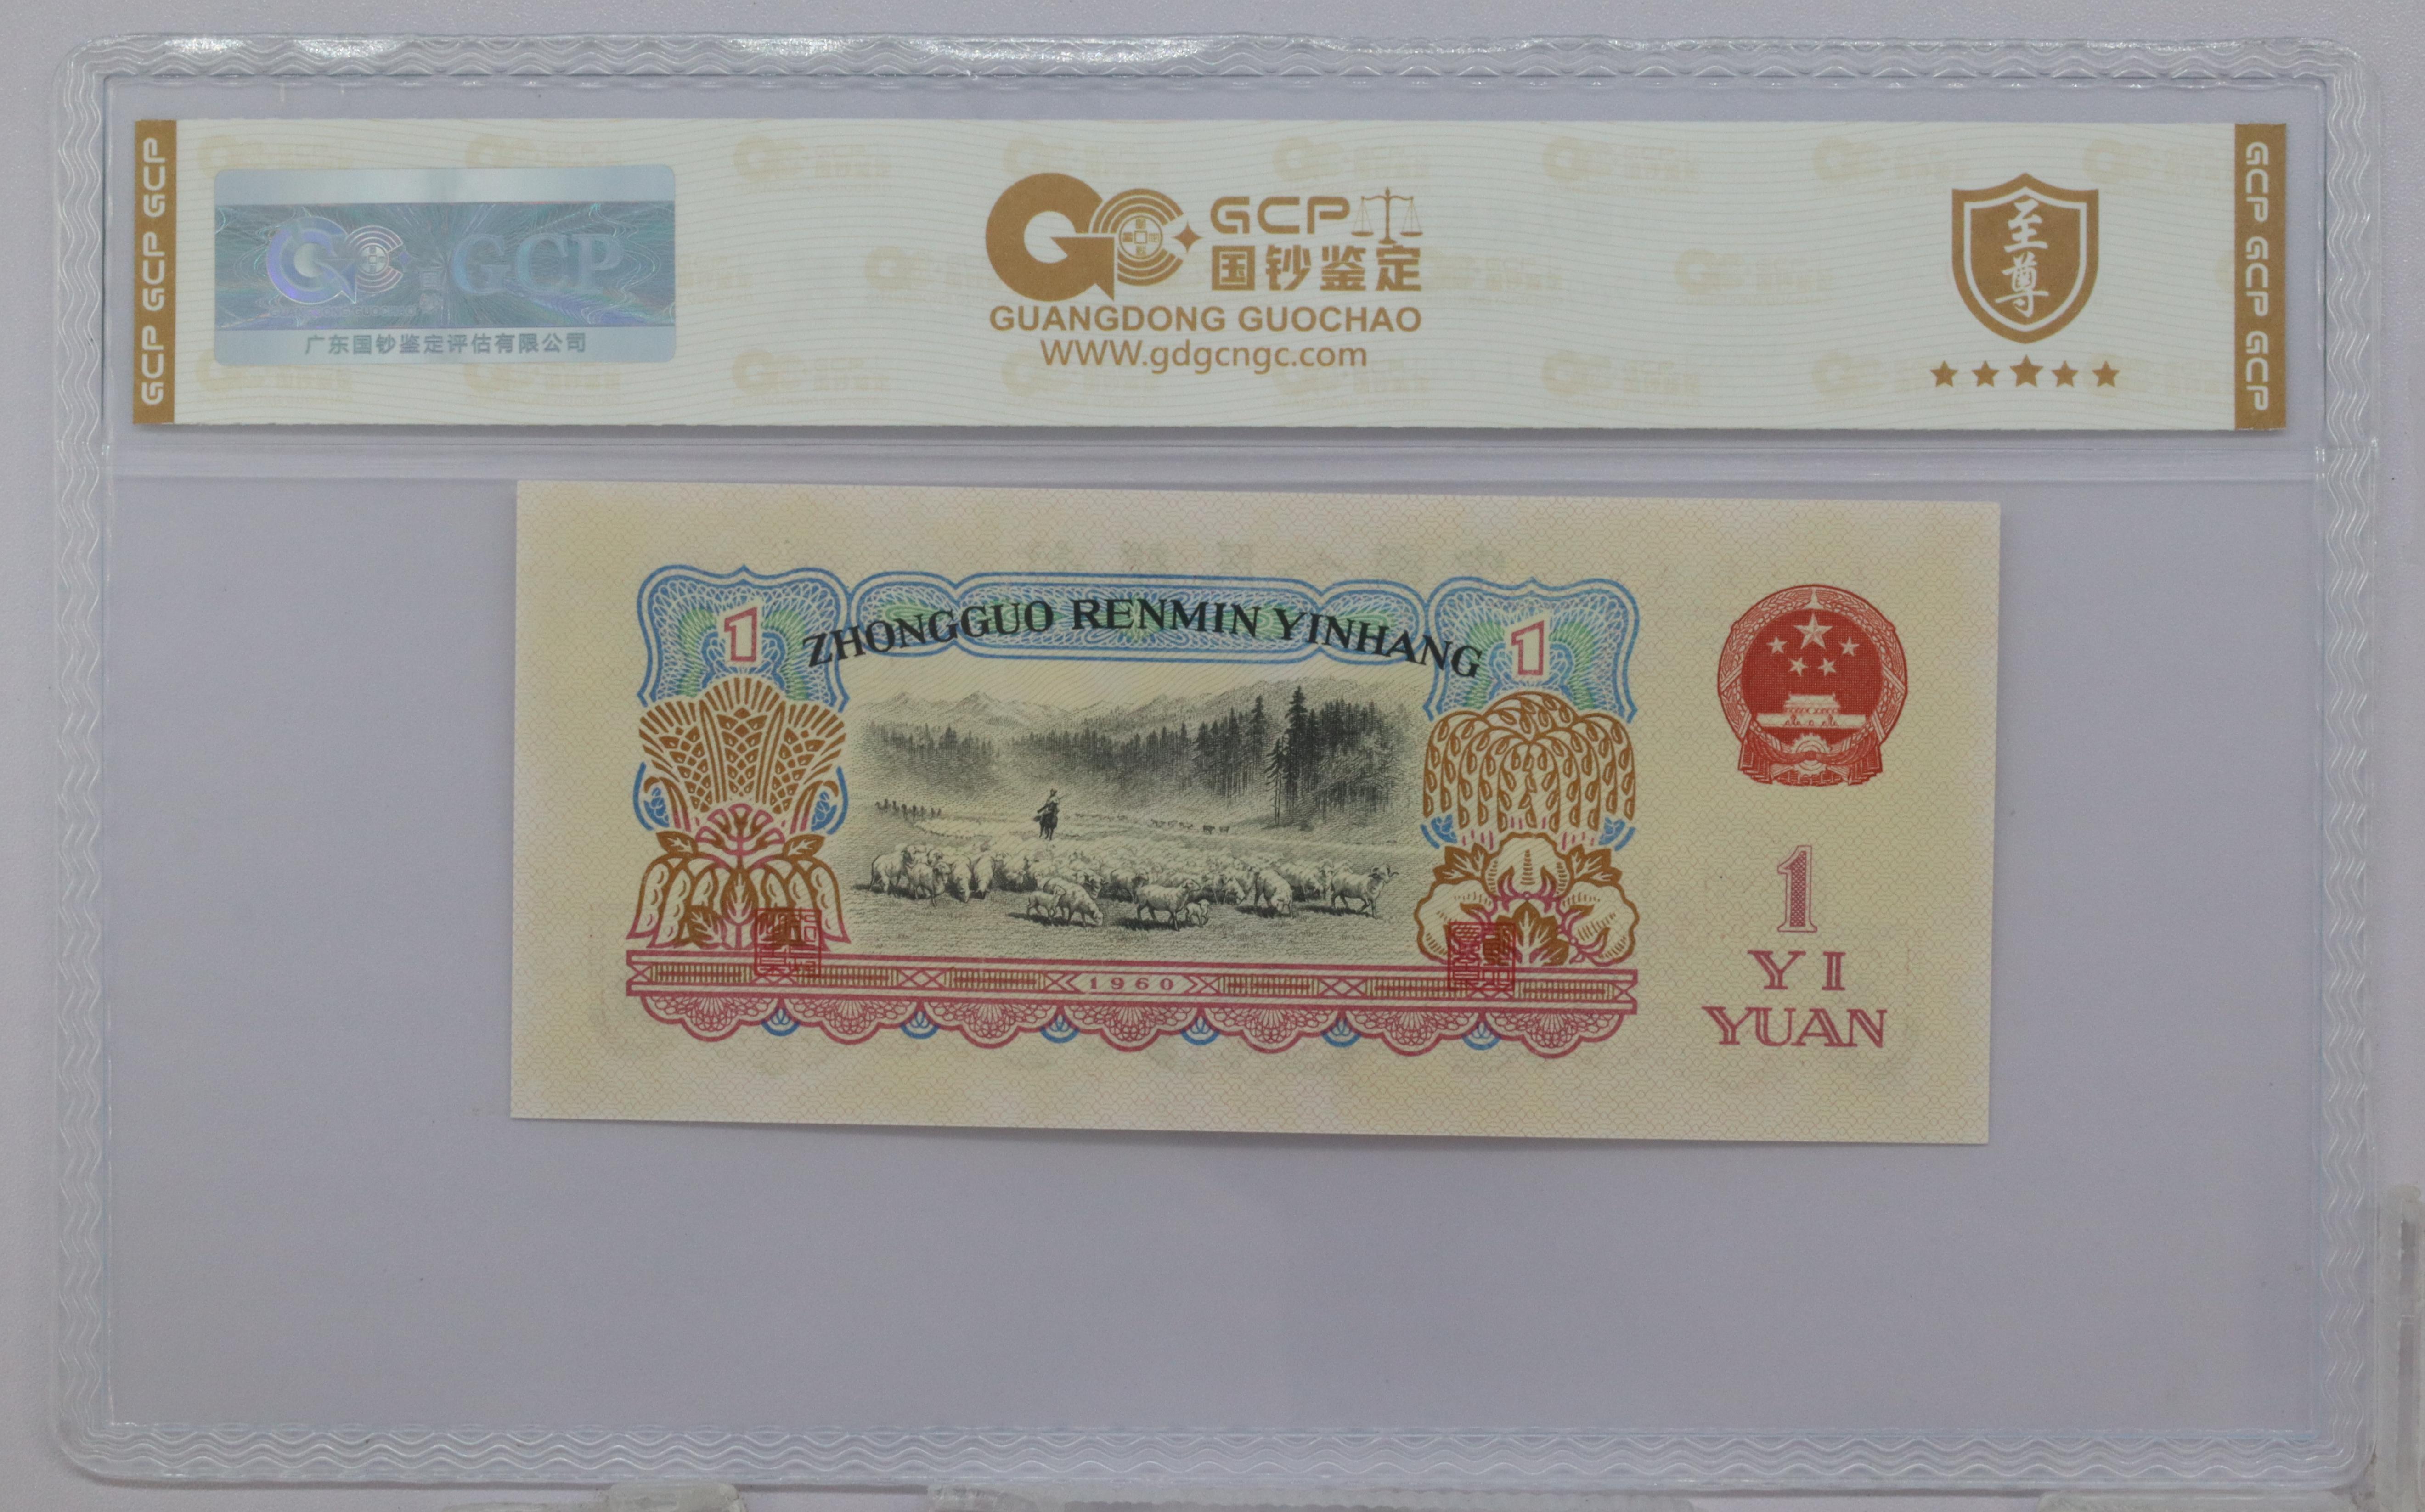 GCP GCP GCP
GCP
广东国钞鉴定评估有限公司
GCP
国钞鉴定
GUANGDONG GUOCHAO
WWW.gdgcngc.com
至尊
GCP GCP GCP
1
ZHONGGUO RENMIN YINHANG
1
1960
1
YI
YUAN